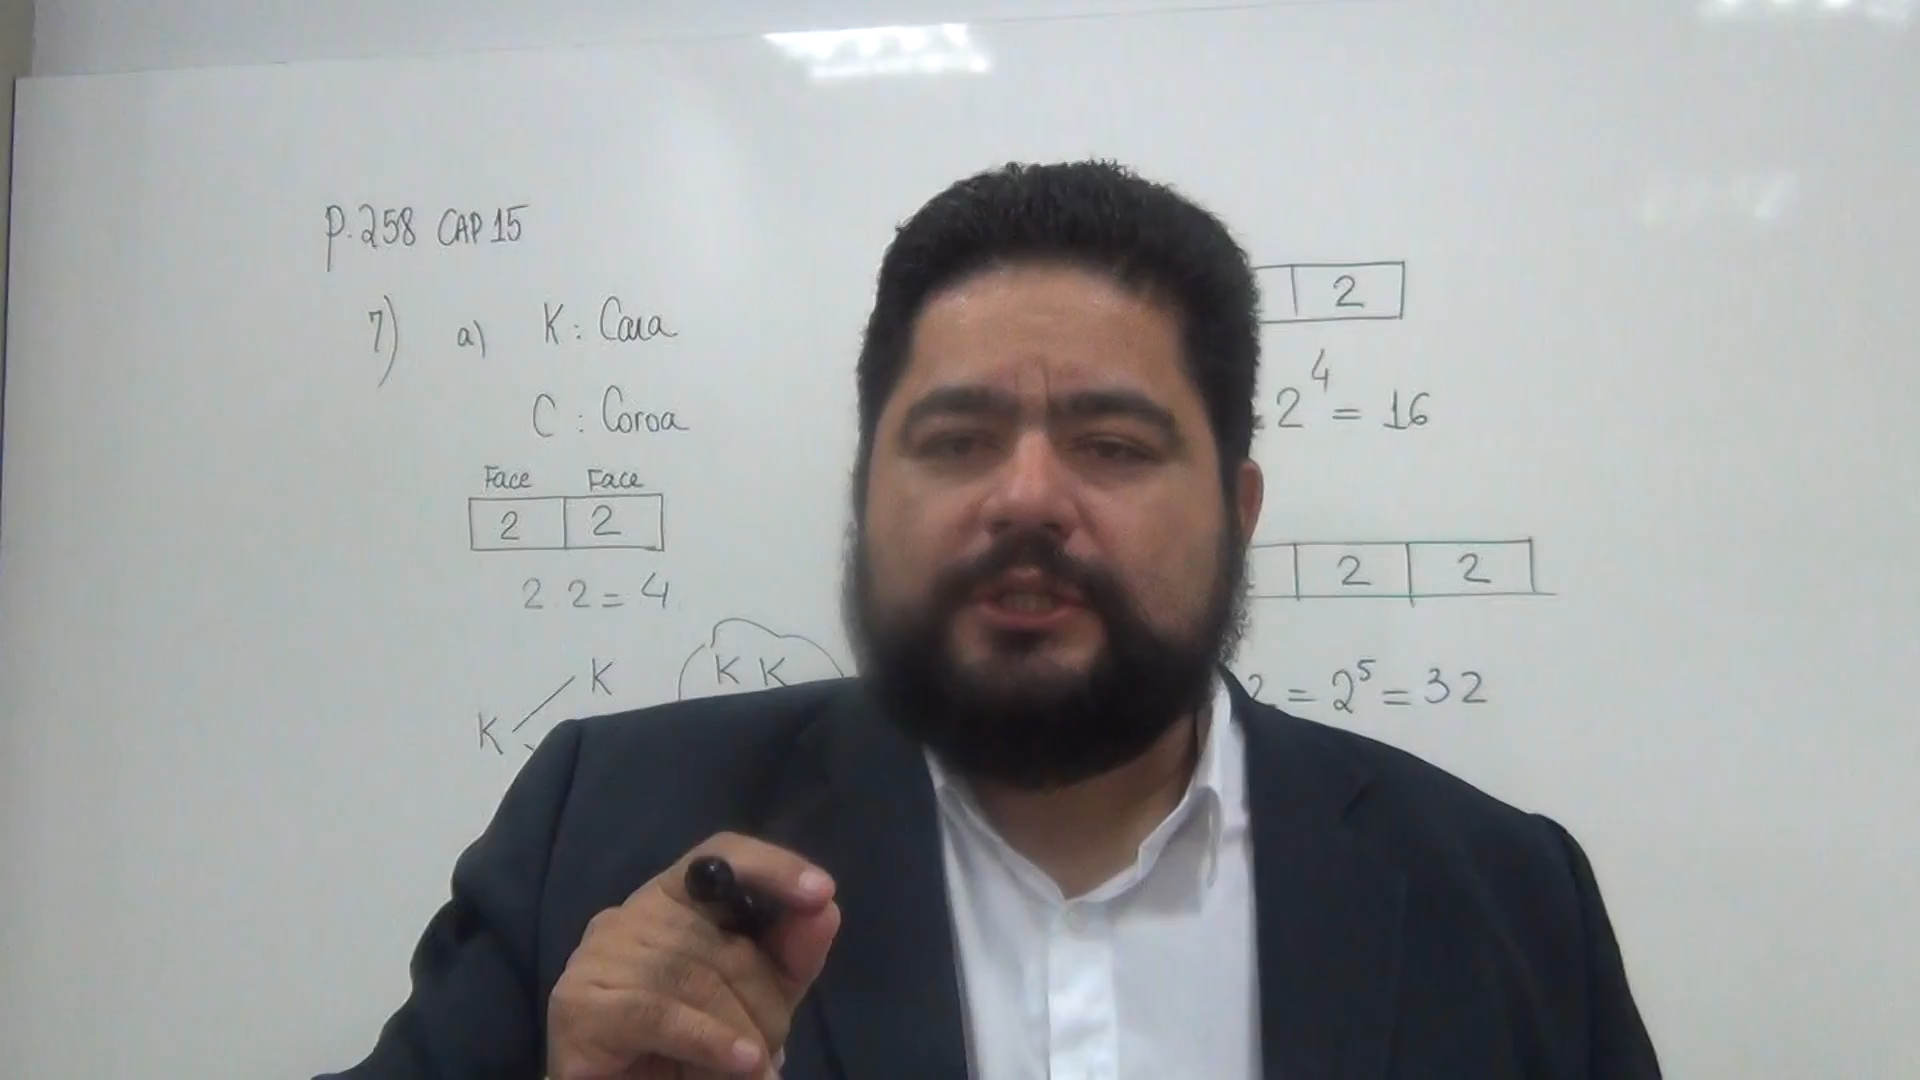 P.258 CAP 15
7) a) K: Cara
C: Coroa
Face Face
2 2
2.2=4
K
K
KK
2
2⁴ = 16
2 2
2 = 2⁵ = 32